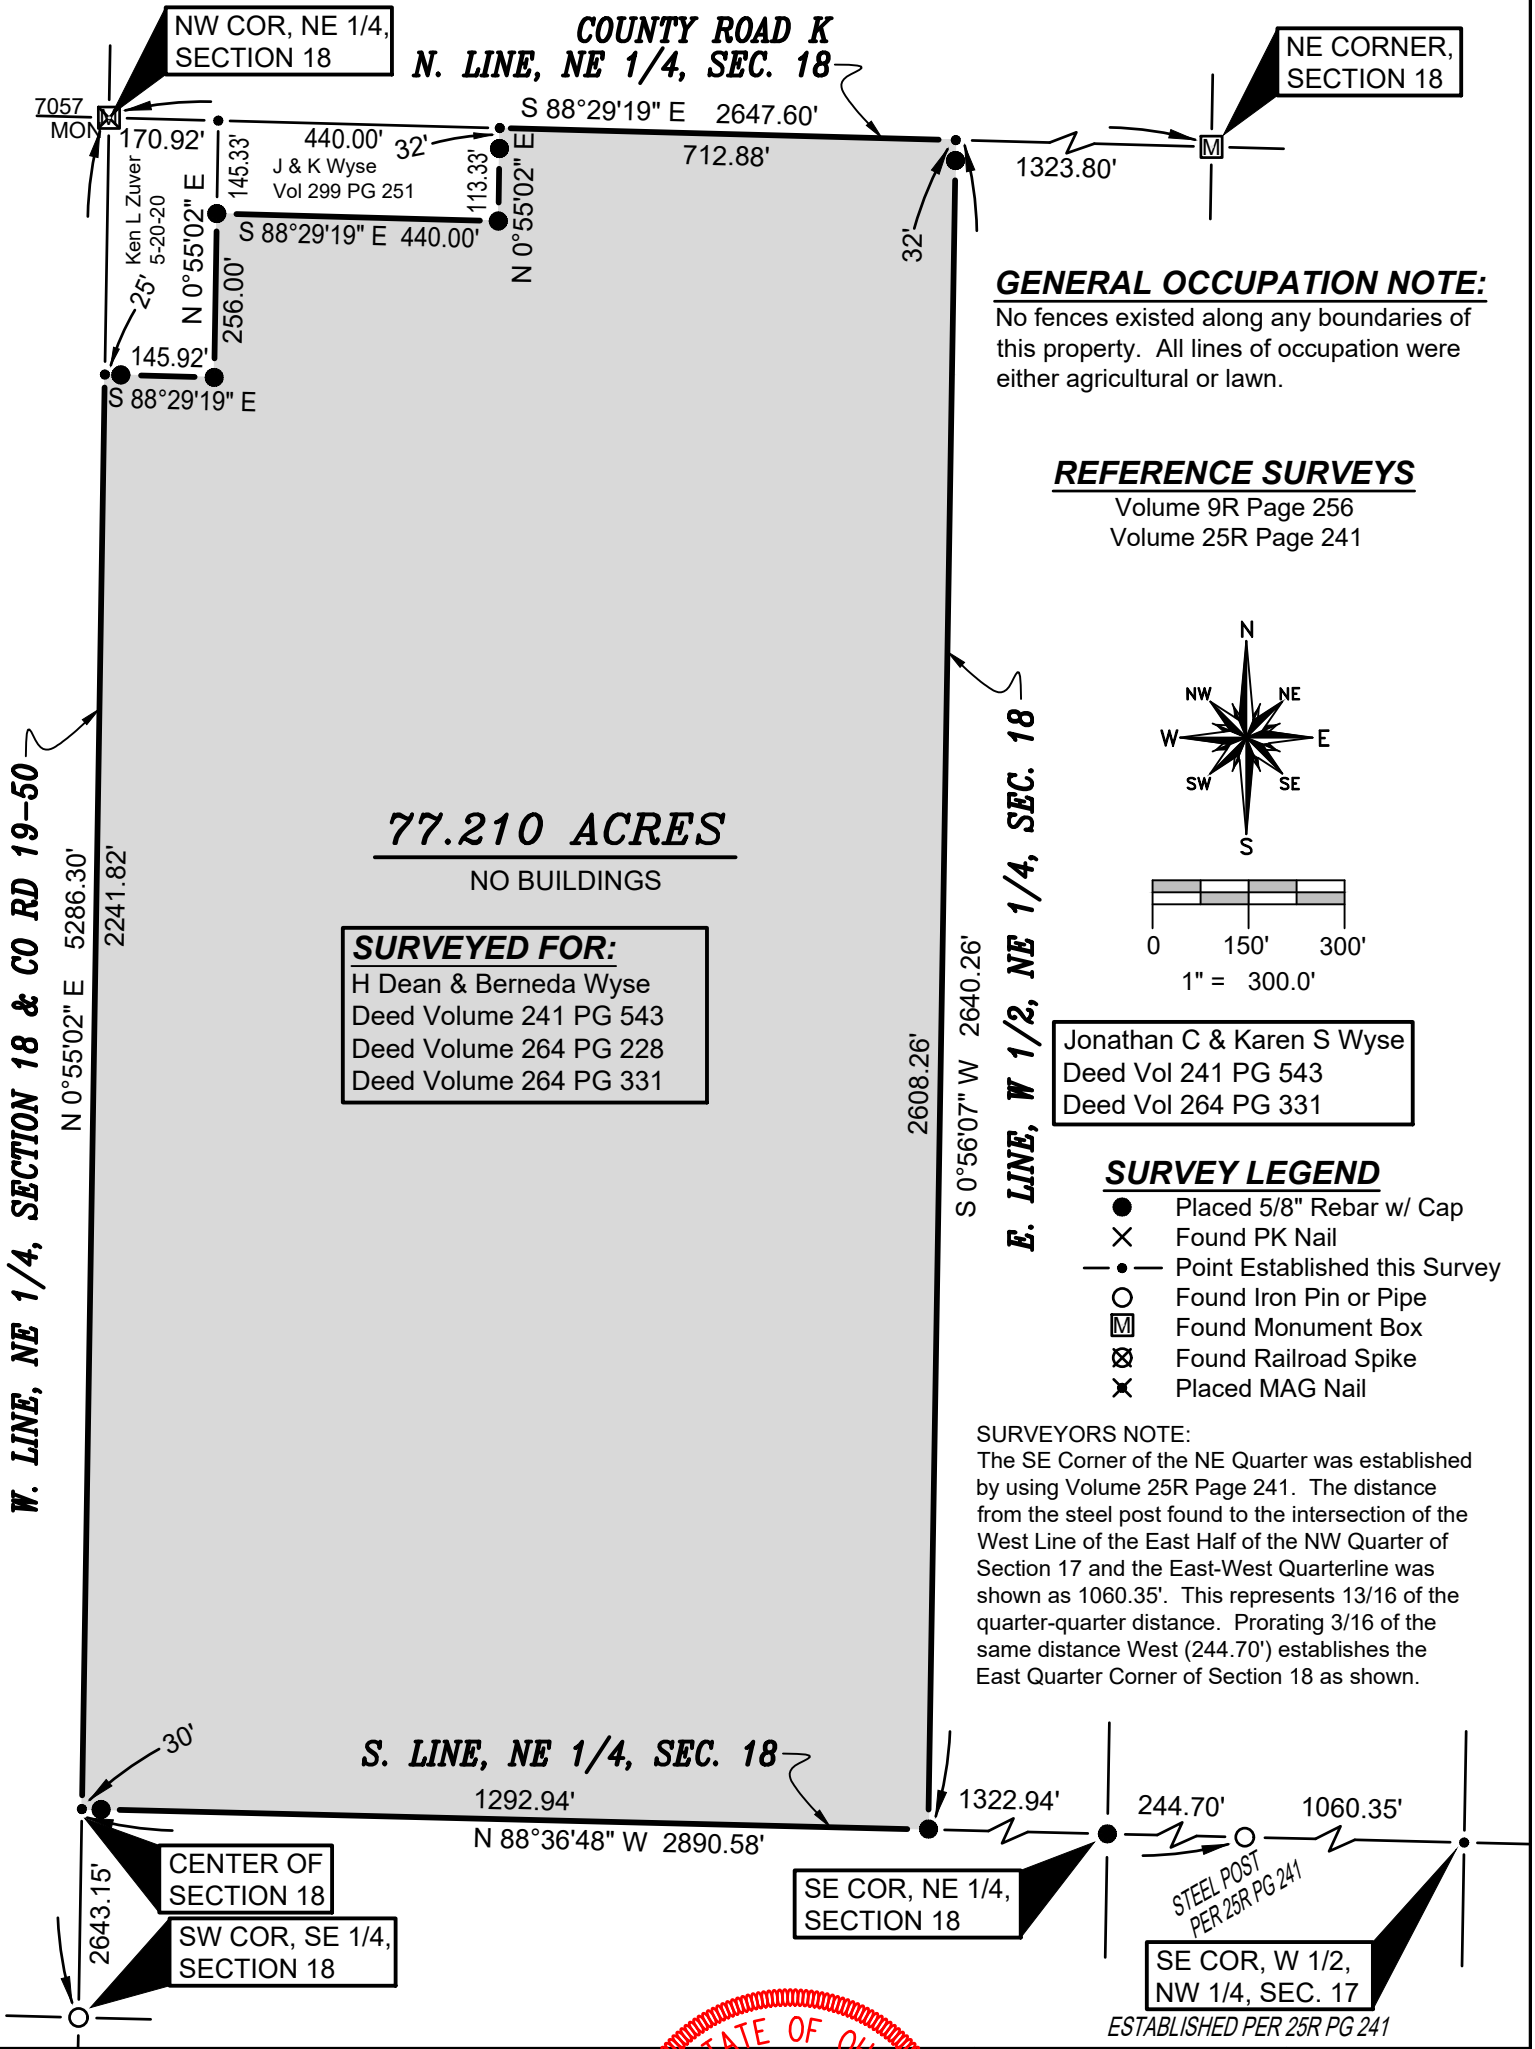 NW COR, NE 1/4,
SECTION 18
COUNTY ROAD K
N. LINE, NE 1/4, SEC. 18
NE CORNER,
SECTION 18
7057
MON
S 88°29'19" E 2647.60'
170.92'
440.00'
32'
712.88'
1323.80'
M
J & K Wyse
Vol 299 PG 251
145.33'
113.33'
Ken L Zuver
5-20-20
N 0°55'02" E
N 0°55'02" E
S 88°29'19" E 440.00'
32'
25'
256.00'
145.92'
S 88°29'19" E
GENERAL OCCUPATION NOTE:
No fences existed along any boundaries of
this property. All lines of occupation were
either agricultural or lawn.
REFERENCE SURVEYS
Volume 9R Page 256
Volume 25R Page 241
N
NW NE
W E
SW SE
S
0 150' 300'
1" = 300.0'
W. LINE, NE 1/4, SECTION 18 & CO RD 19-50
N 0°55'02" E 5286.30'
2241.82'
77.210 ACRES
NO BUILDINGS
SURVEYED FOR:
H Dean & Berneda Wyse
Deed Volume 241 PG 543
Deed Volume 264 PG 228
Deed Volume 264 PG 331
2608.26'
S 0°56'07" W 2640.26'
E. LINE, W 1/2, NE 1/4, SEC. 18
Jonathan C & Karen S Wyse
Deed Vol 241 PG 543
Deed Vol 264 PG 331
SURVEY LEGEND
Placed 5/8" Rebar w/ Cap
Found PK Nail
Point Established this Survey
Found Iron Pin or Pipe
M Found Monument Box
Found Railroad Spike
Placed MAG Nail
SURVEYORS NOTE:
The SE Corner of the NE Quarter was established
by using Volume 25R Page 241. The distance
from the steel post found to the intersection of the
West Line of the East Half of the NW Quarter of
Section 17 and the East-West Quarterline was
shown as 1060.35'. This represents 13/16 of the
quarter-quarter distance. Prorating 3/16 of the
same distance West (244.70') establishes the
East Quarter Corner of Section 18 as shown.
30'
S. LINE, NE 1/4, SEC. 18
1292.94'
N 88°36'48" W 2890.58'
1322.94'
244.70'
1060.35'
CENTER OF
SECTION 18
2643.15'
SW COR, SE 1/4,
SECTION 18
SE COR, NE 1/4,
SECTION 18
STEEL POST
PER 25R PG 241
SE COR, W 1/2,
NW 1/4, SEC. 17
ESTABLISHED PER 25R PG 241
OF